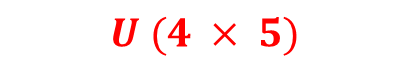 U (4 × 5)